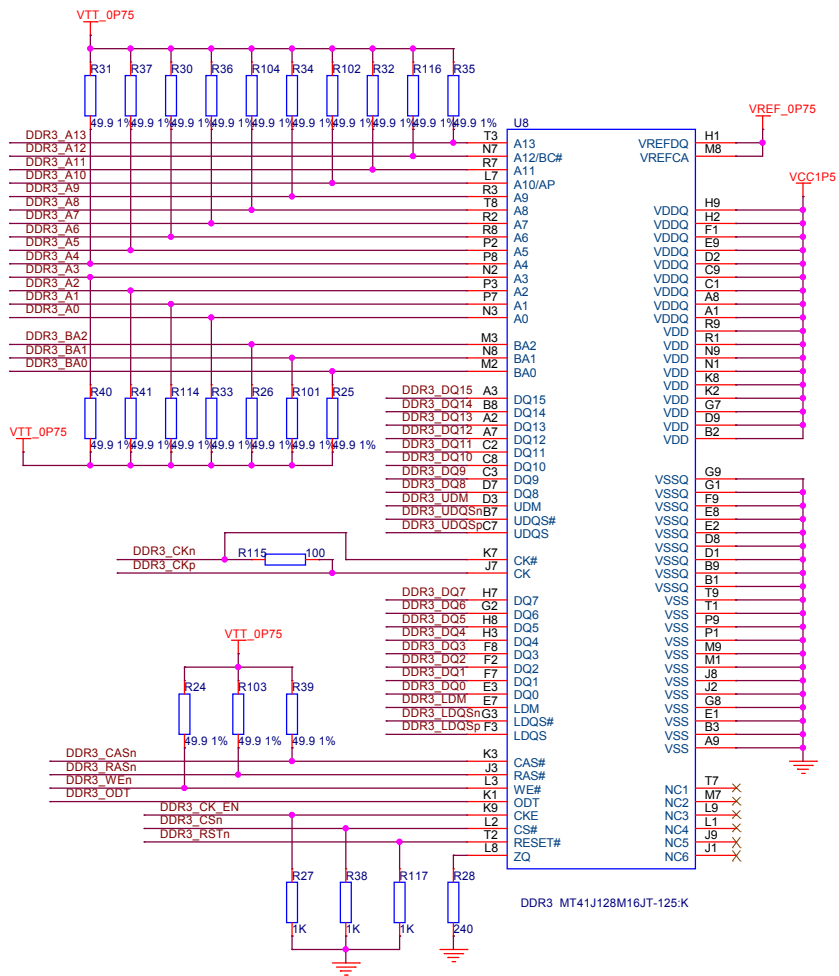 VTT_0P75
R31 R37 R30 R36 R104 R34 R102 R32 R116 R35
49.9 1% 49.9 1% 49.9 1% 49.9 1% 49.9 1% 49.9 1% 49.9 1% 49.9 1% 49.9 1% 49.9 1%
U8
VREF_0P75
VCC1P5
DDR3_A13 T3 A13
DDR3_A12 N7 A12/BC#
DDR3_A11 R7 A11
DDR3_A10 L7 A10/AP
DDR3_A9 R3 A9
DDR3_A8 T8 A8
DDR3_A7 R2 A7
DDR3_A6 R8 A6
DDR3_A5 P2 A5
DDR3_A4 P8 A4
DDR3_A3 N2 A3
DDR3_A2 P3 A2
DDR3_A1 P7 A1
DDR3_A0 N3 A0
DDR3_BA2 M3 BA2
DDR3_BA1 N8 BA1
DDR3_BA0 M2 BA0
R40 R41 R114 R33 R26 R101 R25
VTT_0P75
49.9 1% 49.9 1% 49.9 1% 49.9 1% 49.9 1% 49.9 1% 49.9 1%
DDR3_DQ15 A3 DQ15
DDR3_DQ14 B8 DQ14
DDR3_DQ13 A2 DQ13
DDR3_DQ12 A7 DQ12
DDR3_DQ11 C2 DQ11
DDR3_DQ10 C8 DQ10
DDR3_DQ9 C3 DQ9
DDR3_DQ8 D7 DQ8
DDR3_UDM D3 UDM
DDR3_UDQSn B7 UDQS#
DDR3_UDQSp C7 UDQS
DDR3_CKn K7 CK#
R115 100
DDR3_CKp J7 CK
DDR3_DQ7 H7 DQ7
DDR3_DQ6 G2 DQ6
DDR3_DQ5 H8 DQ5
DDR3_DQ4 H3 DQ4
DDR3_DQ3 F8 DQ3
DDR3_DQ2 F2 DQ2
DDR3_DQ1 F7 DQ1
DDR3_DQ0 E3 DQ0
DDR3_LDM E7 LDM
DDR3_LDQSn G3 LDQS#
DDR3_LDQSp F3 LDQS
VTT_0P75
R24 R103 R39
49.9 1% 49.9 1% 49.9 1%
DDR3_CASn K3 CAS#
DDR3_RASn J3 RAS#
DDR3_WEn L3 WE#
DDR3_ODT K1 ODT
DDR3_CK_EN K9 CKE
DDR3_CSn L2 CS#
DDR3_RSTn T2 RESET#
L8 ZQ
R27 R38 R117 R28
1K 1K 1K 240
VREFDQ H1
VREFCA M8
VDDQ H9
VDDQ H2
VDDQ F1
VDDQ E9
VDDQ D2
VDDQ C9
VDDQ C1
VDDQ A8
VDDQ A1
VDD R9
VDD R1
VDD N9
VDD N1
VDD K8
VDD K2
VDD G7
VDD D9
VDD B2
VSSQ G9
VSSQ G1
VSSQ F9
VSSQ E8
VSSQ E2
VSSQ D8
VSSQ D1
VSSQ B9
VSSQ B1
VSS T9
VSS T1
VSS P9
VSS P1
VSS M9
VSS M1
VSS J8
VSS J2
VSS G8
VSS E1
VSS B3
VSS A9
NC1 T7
NC2 M7
NC3 L9
NC4 L1
NC5 J9
NC6 J1
DDR3 MT41J128M16JT-125:K